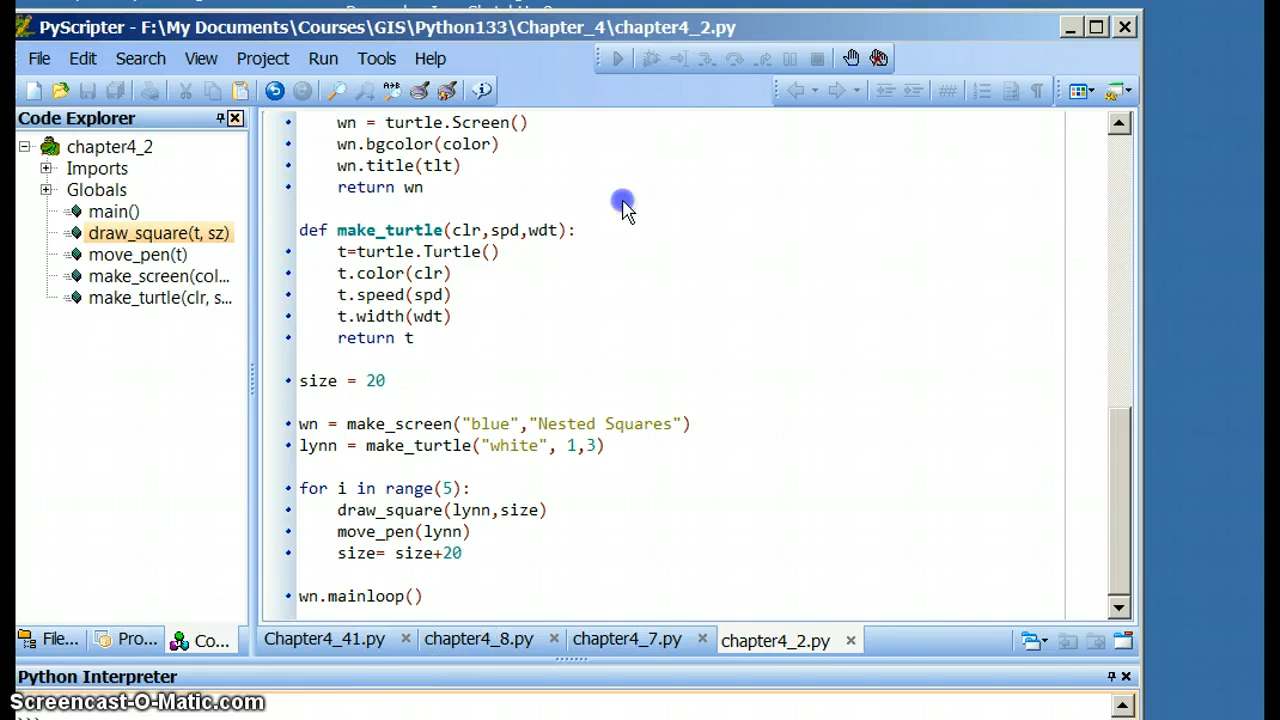 PyScripter - F:\My Documents\Courses\GIS\Python133\Chapter_4\chapter4_2.py
File Edit Search View Project Run Tools Help
Code Explorer
chapter4_2
Imports
Globals
main()
draw_square(t, sz)
move_pen(t)
make_screen(col...
make_turtle(clr, s...
wn = turtle.Screen()
wn.bgcolor(color)
wn.title(tlt)
return wn
def make_turtle(clr,spd,wdt):
t=turtle.Turtle()
t.color(clr)
t.speed(spd)
t.width(wdt)
return t
size = 20
wn = make_screen("blue","Nested Squares")
lynn = make_turtle("white", 1,3)
for i in range(5):
draw_square(lynn,size)
move_pen(lynn)
size= size+20
wn.mainloop()
File... Pro... Co...
Chapter4_41.py chapter4_8.py chapter4_7.py chapter4_2.py
Python Interpreter
Screencast-O-Matic.com